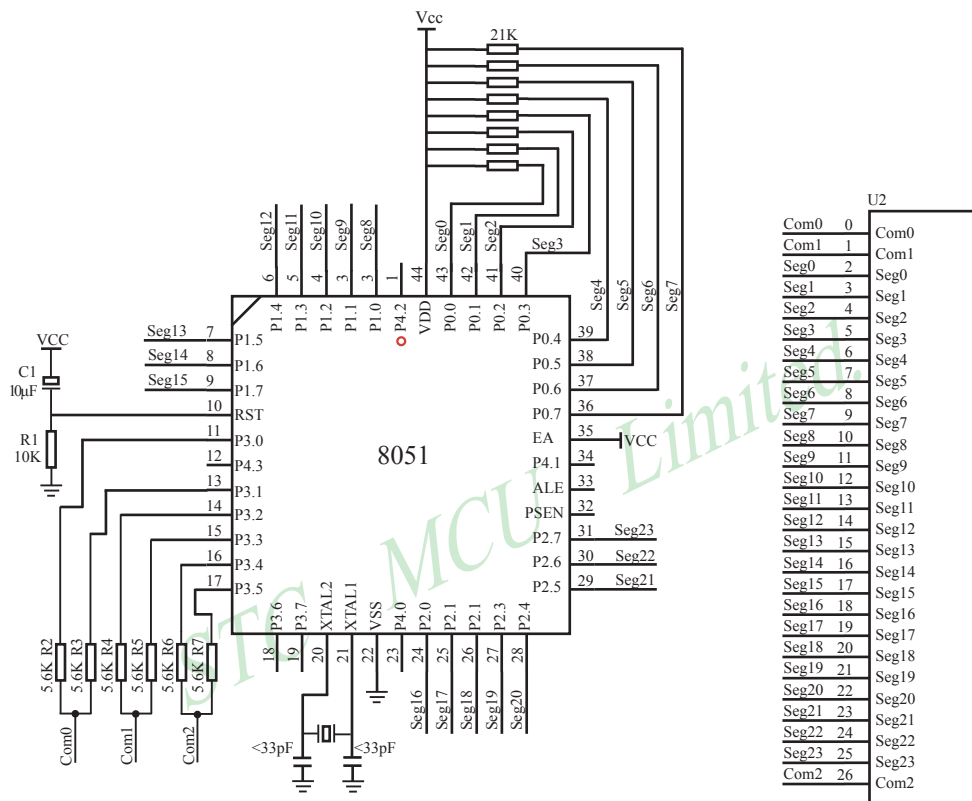 Vcc
21K
Seg12
Seg11
Seg10
Seg9
Seg8
Seg0
Seg1
Seg2
Seg3
Seg4
Seg5
Seg6
Seg7
6
5
4
3
3
1
44
43
42
41
40
P1.4
P1.3
P1.2
P1.1
P1.0
P4.2
VDD
P0.0
P0.1
P0.2
P0.3
Seg13 7 P1.5
Seg14 8 P1.6
Seg15 9 P1.7
10 RST
11 P3.0
12 P4.3
13 P3.1
14 P3.2
15 P3.3
16 P3.4
17 P3.5
VCC
C1
10µF
R1
10K
8051
P0.4 39
P0.5 38
P0.6 37
P0.7 36
EA 35 VCC
P4.1 34
ALE 33
PSEN 32
P2.7 31 Seg23
P2.6 30 Seg22
P2.5 29 Seg21
P3.6
P3.7
XTAL2
XTAL1
VSS
P4.0
P2.0
P2.1
P2.1
P2.3
P2.4
18
19
20
21
22
23
24
25
26
27
28
Seg16
Seg17
Seg18
Seg19
Seg20
5.6K R2
5.6K R3
5.6K R4
5.6K R5
5.6K R6
5.6K R7
Com0
Com1
Com2
<33pF
<33pF
U2
Com0 0 Com0
Com1 1 Com1
Seg0 2 Seg0
Seg1 3 Seg1
Seg2 4 Seg2
Seg3 5 Seg3
Seg4 6 Seg4
Seg5 7 Seg5
Seg6 8 Seg6
Seg7 9 Seg7
Seg8 10 Seg8
Seg9 11 Seg9
Seg10 12 Seg10
Seg11 13 Seg11
Seg12 14 Seg12
Seg13 15 Seg13
Seg14 16 Seg14
Seg15 17 Seg15
Seg16 18 Seg16
Seg17 19 Seg17
Seg18 20 Seg18
Seg19 21 Seg19
Seg20 22 Seg20
Seg21 23 Seg21
Seg22 24 Seg22
Seg23 25 Seg23
Com2 26 Com2
STC MCU Limited.